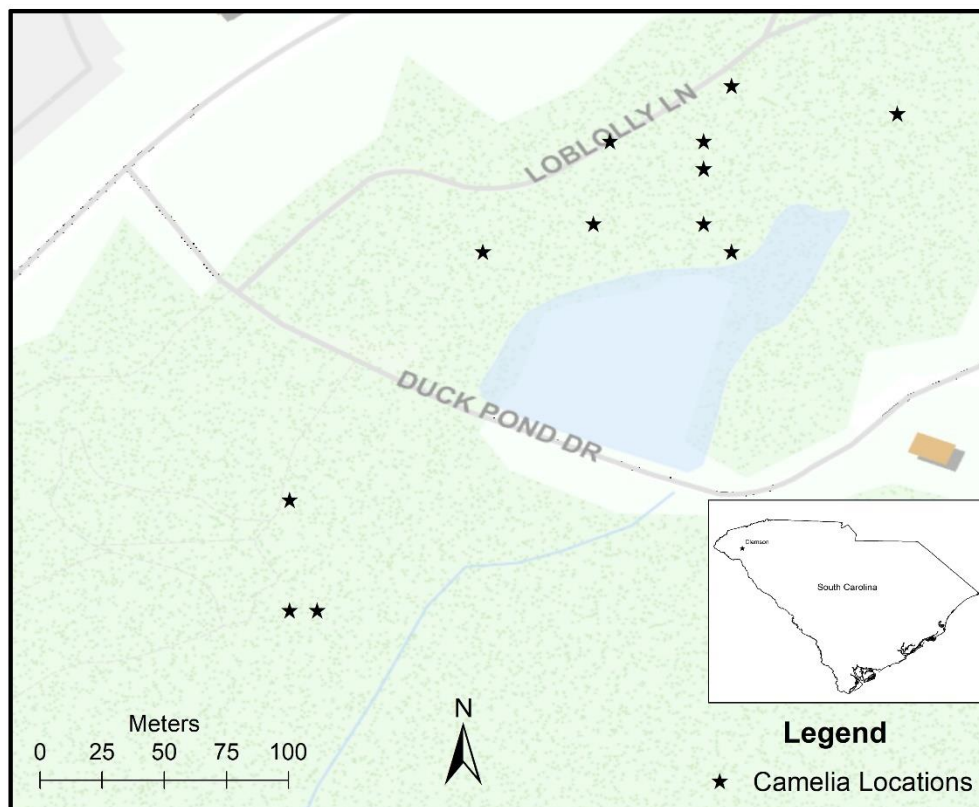 LOBLOLLY LN
DUCK POND DR
Clemson
South Carolina
Meters
0 25 50 75 100
N
Legend
Camelia Locations